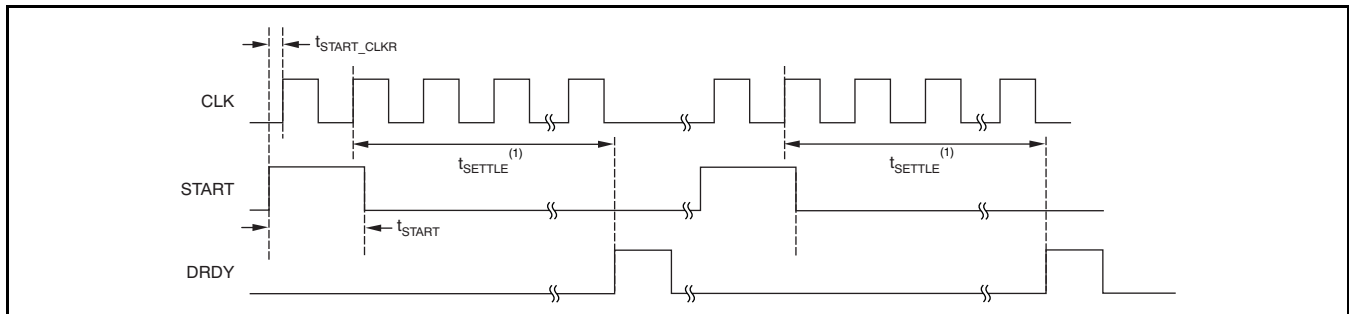 tSTART_CLKR
CLK
tSETTLE(1)
tSETTLE(1)
START
tSTART
DRDY